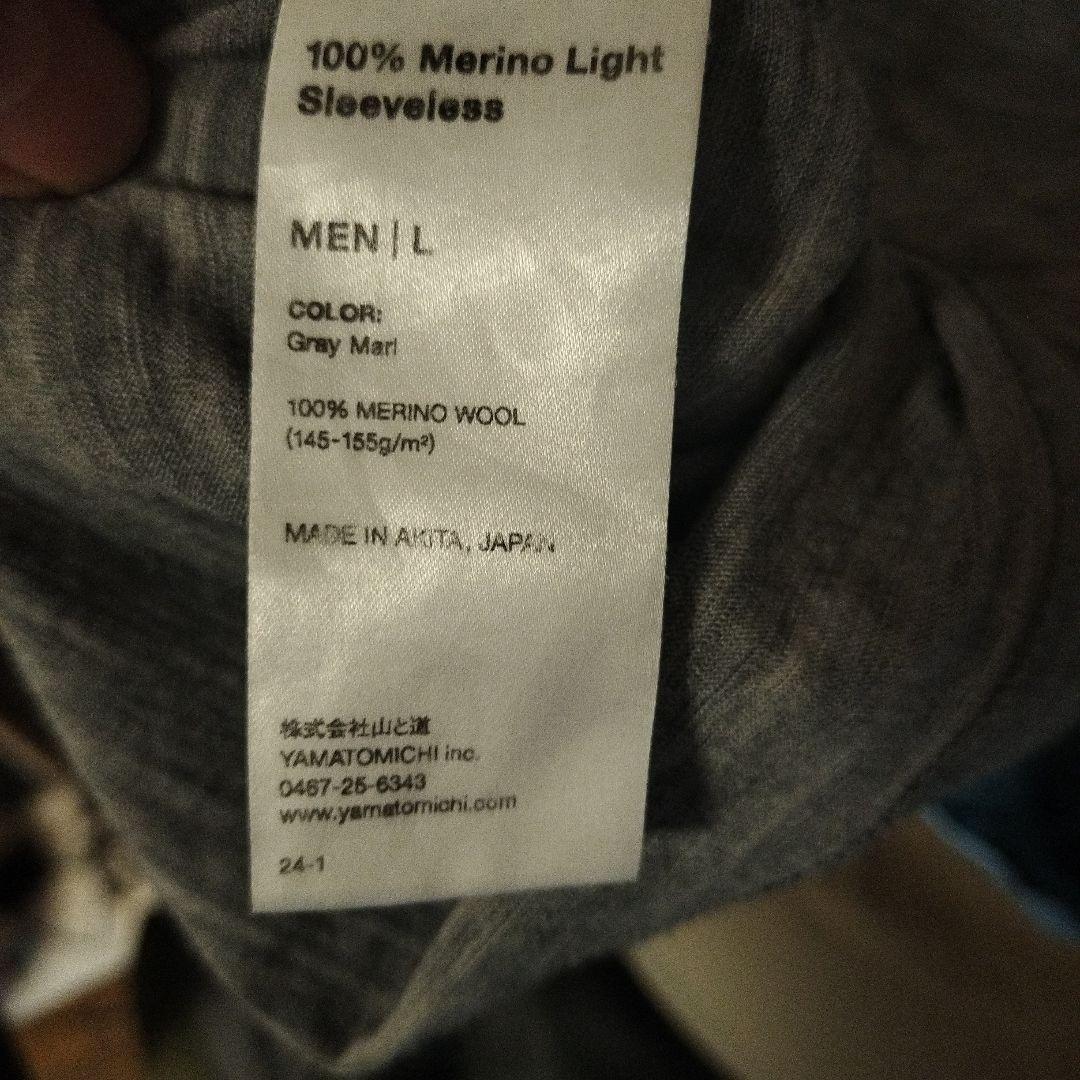 100% Merino Light
Sleeveless
MEN | L
COLOR:
Gray Marl
100% MERINO WOOL
(145-155g/m²)
MADE IN AKITA, JAPAN
株式会社山と道
YAMATOMICHI inc.
0467-25-6343
www.yamatomichi.com
24-1